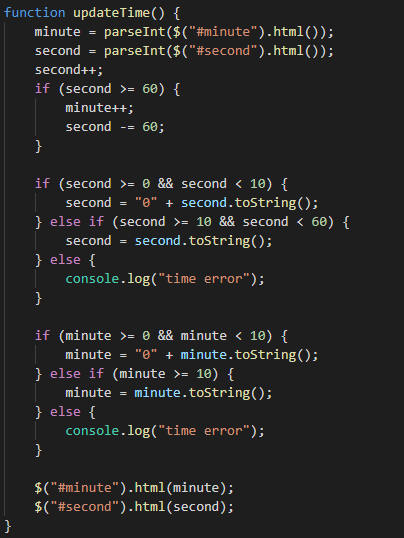 function updateTime() {
    minute = parseInt($("#minute").html());
    second = parseInt($("#second").html());
    second++;
    if (second >= 60) {
        minute++;
        second -= 60;
    }

    if (second >= 0 && second < 10) {
        second = "0" + second.toString();
    } else if (second >= 10 && second < 60) {
        second = second.toString();
    } else {
        console.log("time error");
    }

    if (minute >= 0 && minute < 10) {
        minute = "0" + minute.toString();
    } else if (minute >= 10) {
        minute = minute.toString();
    } else {
        console.log("time error");
    }

    $("#minute").html(minute);
    $("#second").html(second);
}